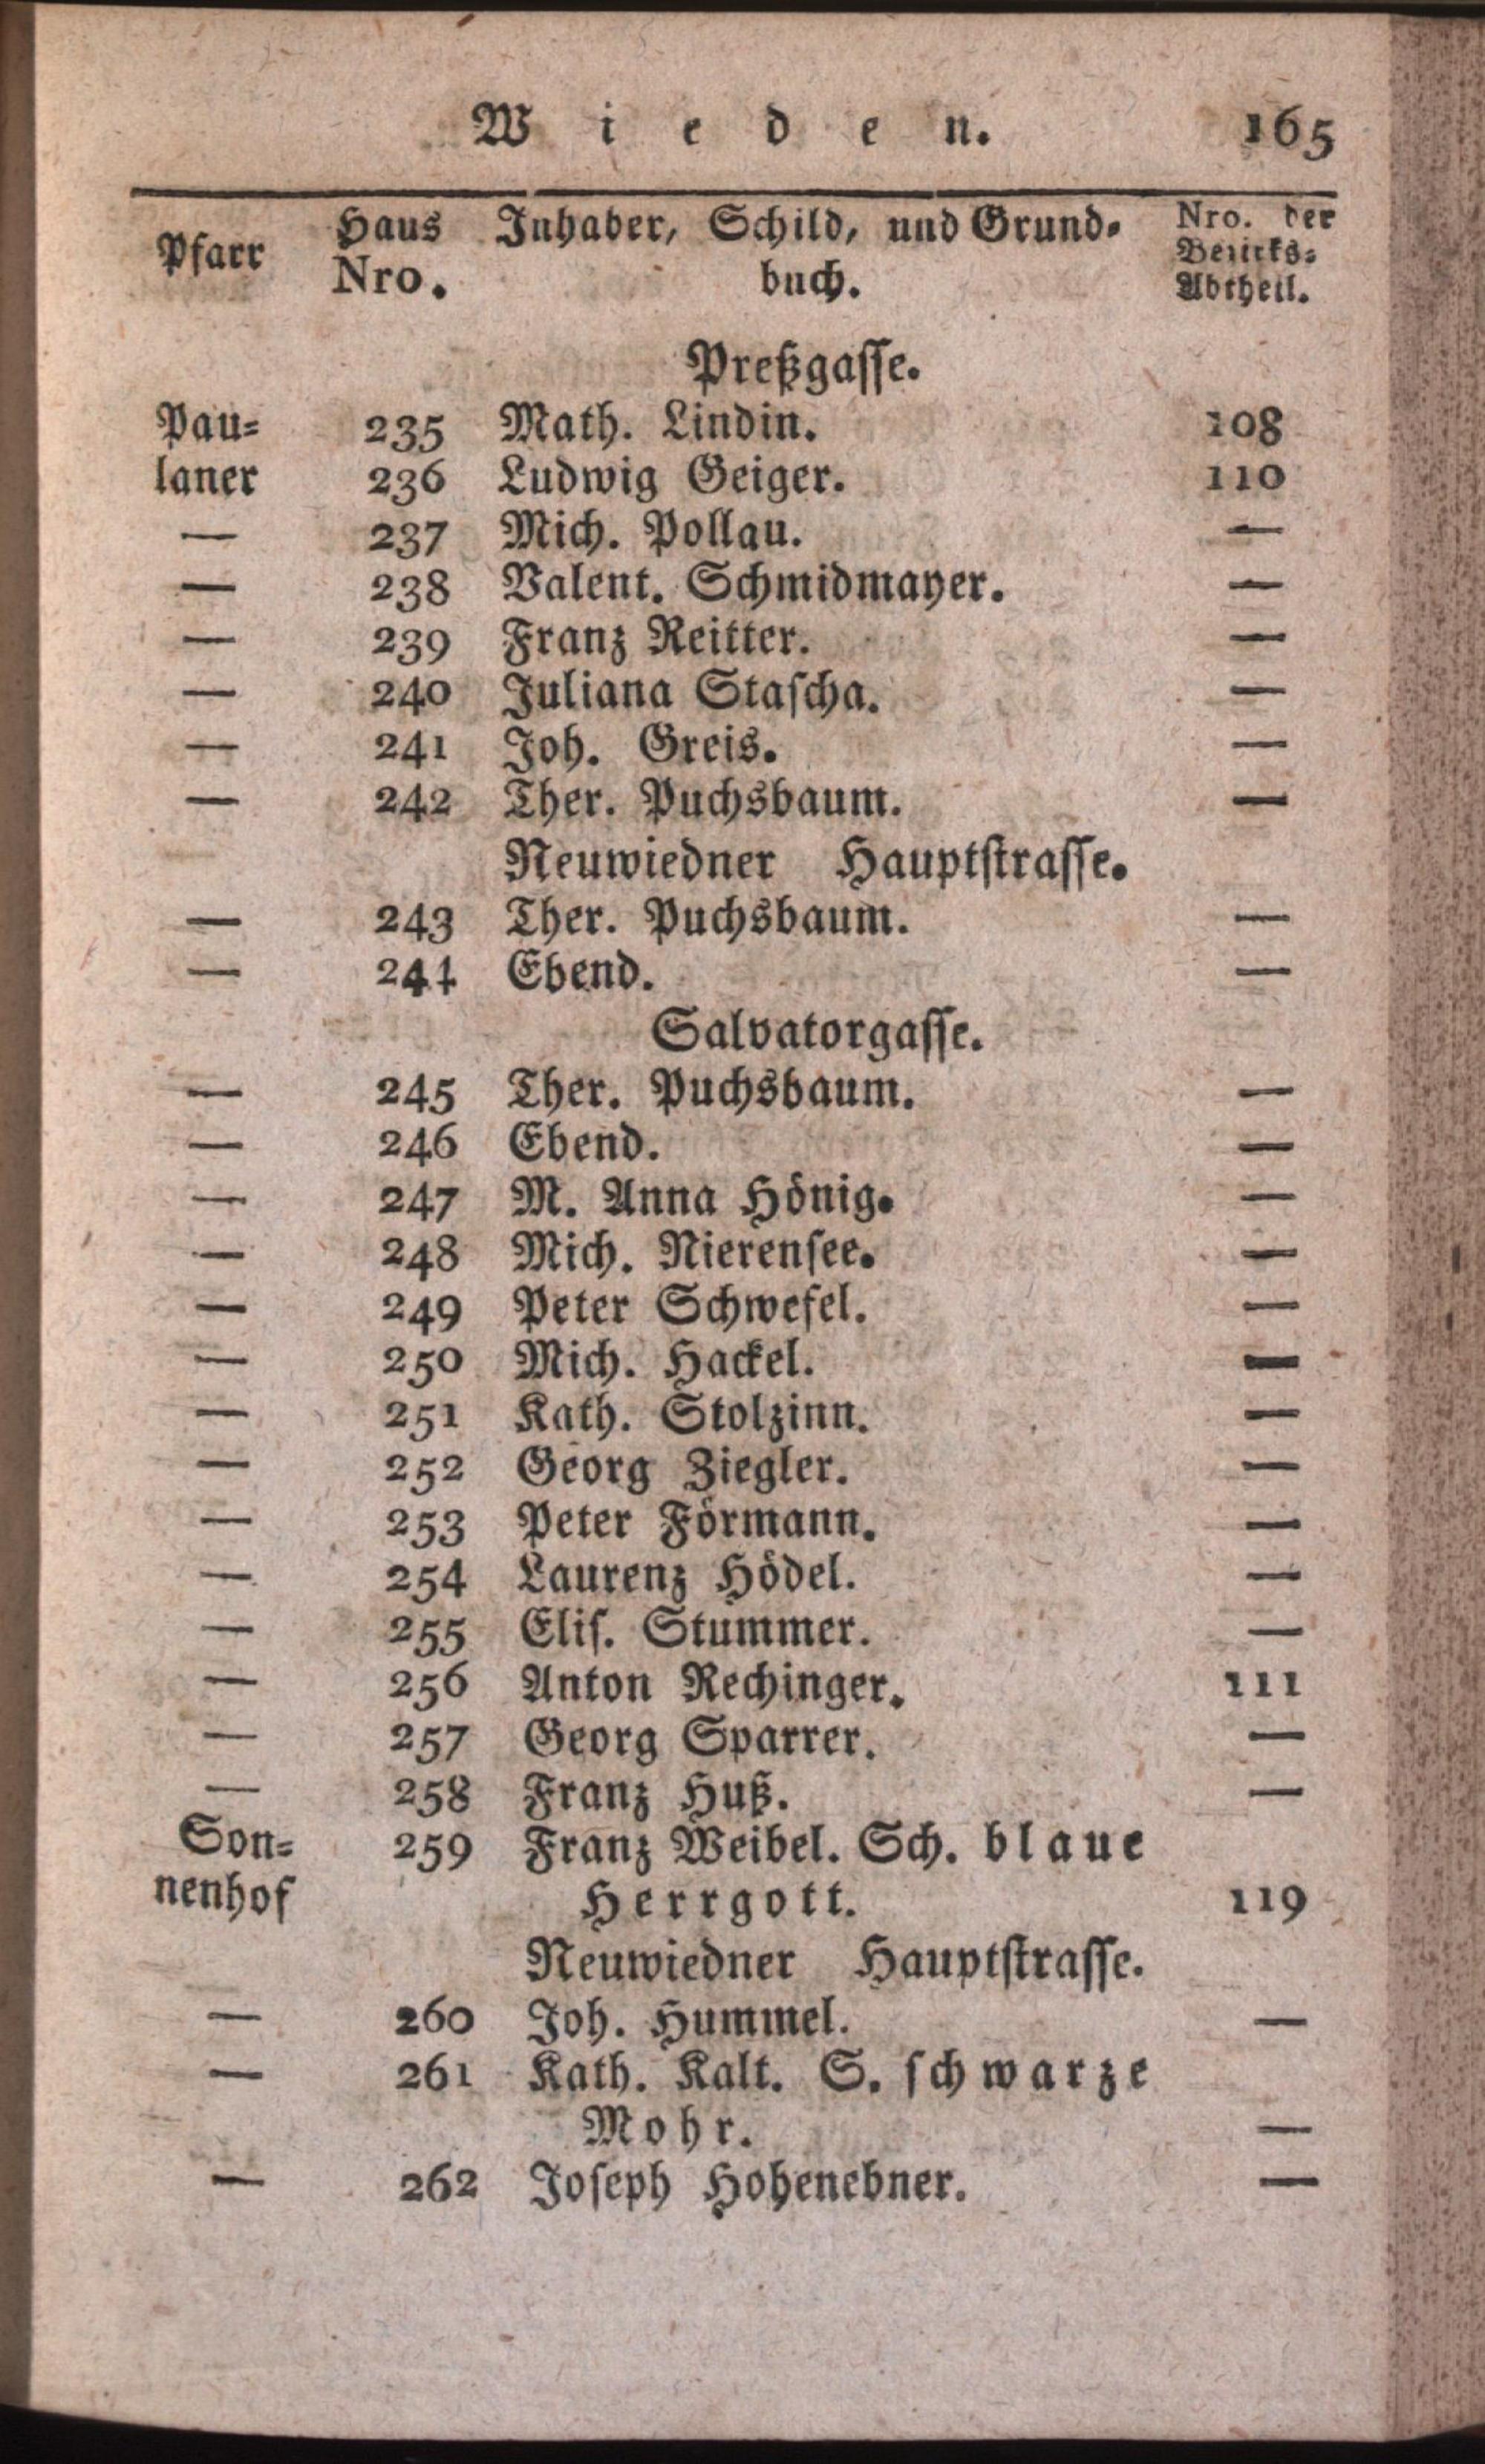 Wieden. 165
Pfarr Haus Nro. Inhaber, Schild, und Grund-buch. Nro. der Bezirks-Abtheil.
Preßgasse.
Pau- 235 Math. Lindin. 108
laner 236 Ludwig Geiger. 110
— 237 Mich. Pollau. —
— 238 Valent. Schmidmayer. —
— 239 Franz Reitter. —
— 240 Juliana Stascha. —
— 241 Joh. Greis. —
— 242 Ther. Puchsbaum. —
Neuwiedner Hauptstrasse.
— 243 Ther. Puchsbaum. —
— 244 Ebend. —
Salvatorgasse.
— 245 Ther. Puchsbaum. —
— 246 Ebend. —
— 247 M. Anna Hönig. —
— 248 Mich. Nierensee. —
— 249 Peter Schwefel. —
— 250 Mich. Hackel. —
— 251 Kath. Stolzinn. —
— 252 Georg Ziegler. —
— 253 Peter Förmann. —
— 254 Laurenz Hödel. —
— 255 Elis. Stummer. —
— 256 Anton Rechinger. 111
— 257 Georg Sparrer. —
— 258 Franz Huß. —
Son- 259 Franz Weibel. Sch. blaue
nenhof Herrgott. 119
Neuwiedner Hauptstrasse.
— 260 Joh. Hummel. —
— 261 Kath. Kalt. S. schwarze
Mohr. —
— 262 Joseph Hohenebner. —